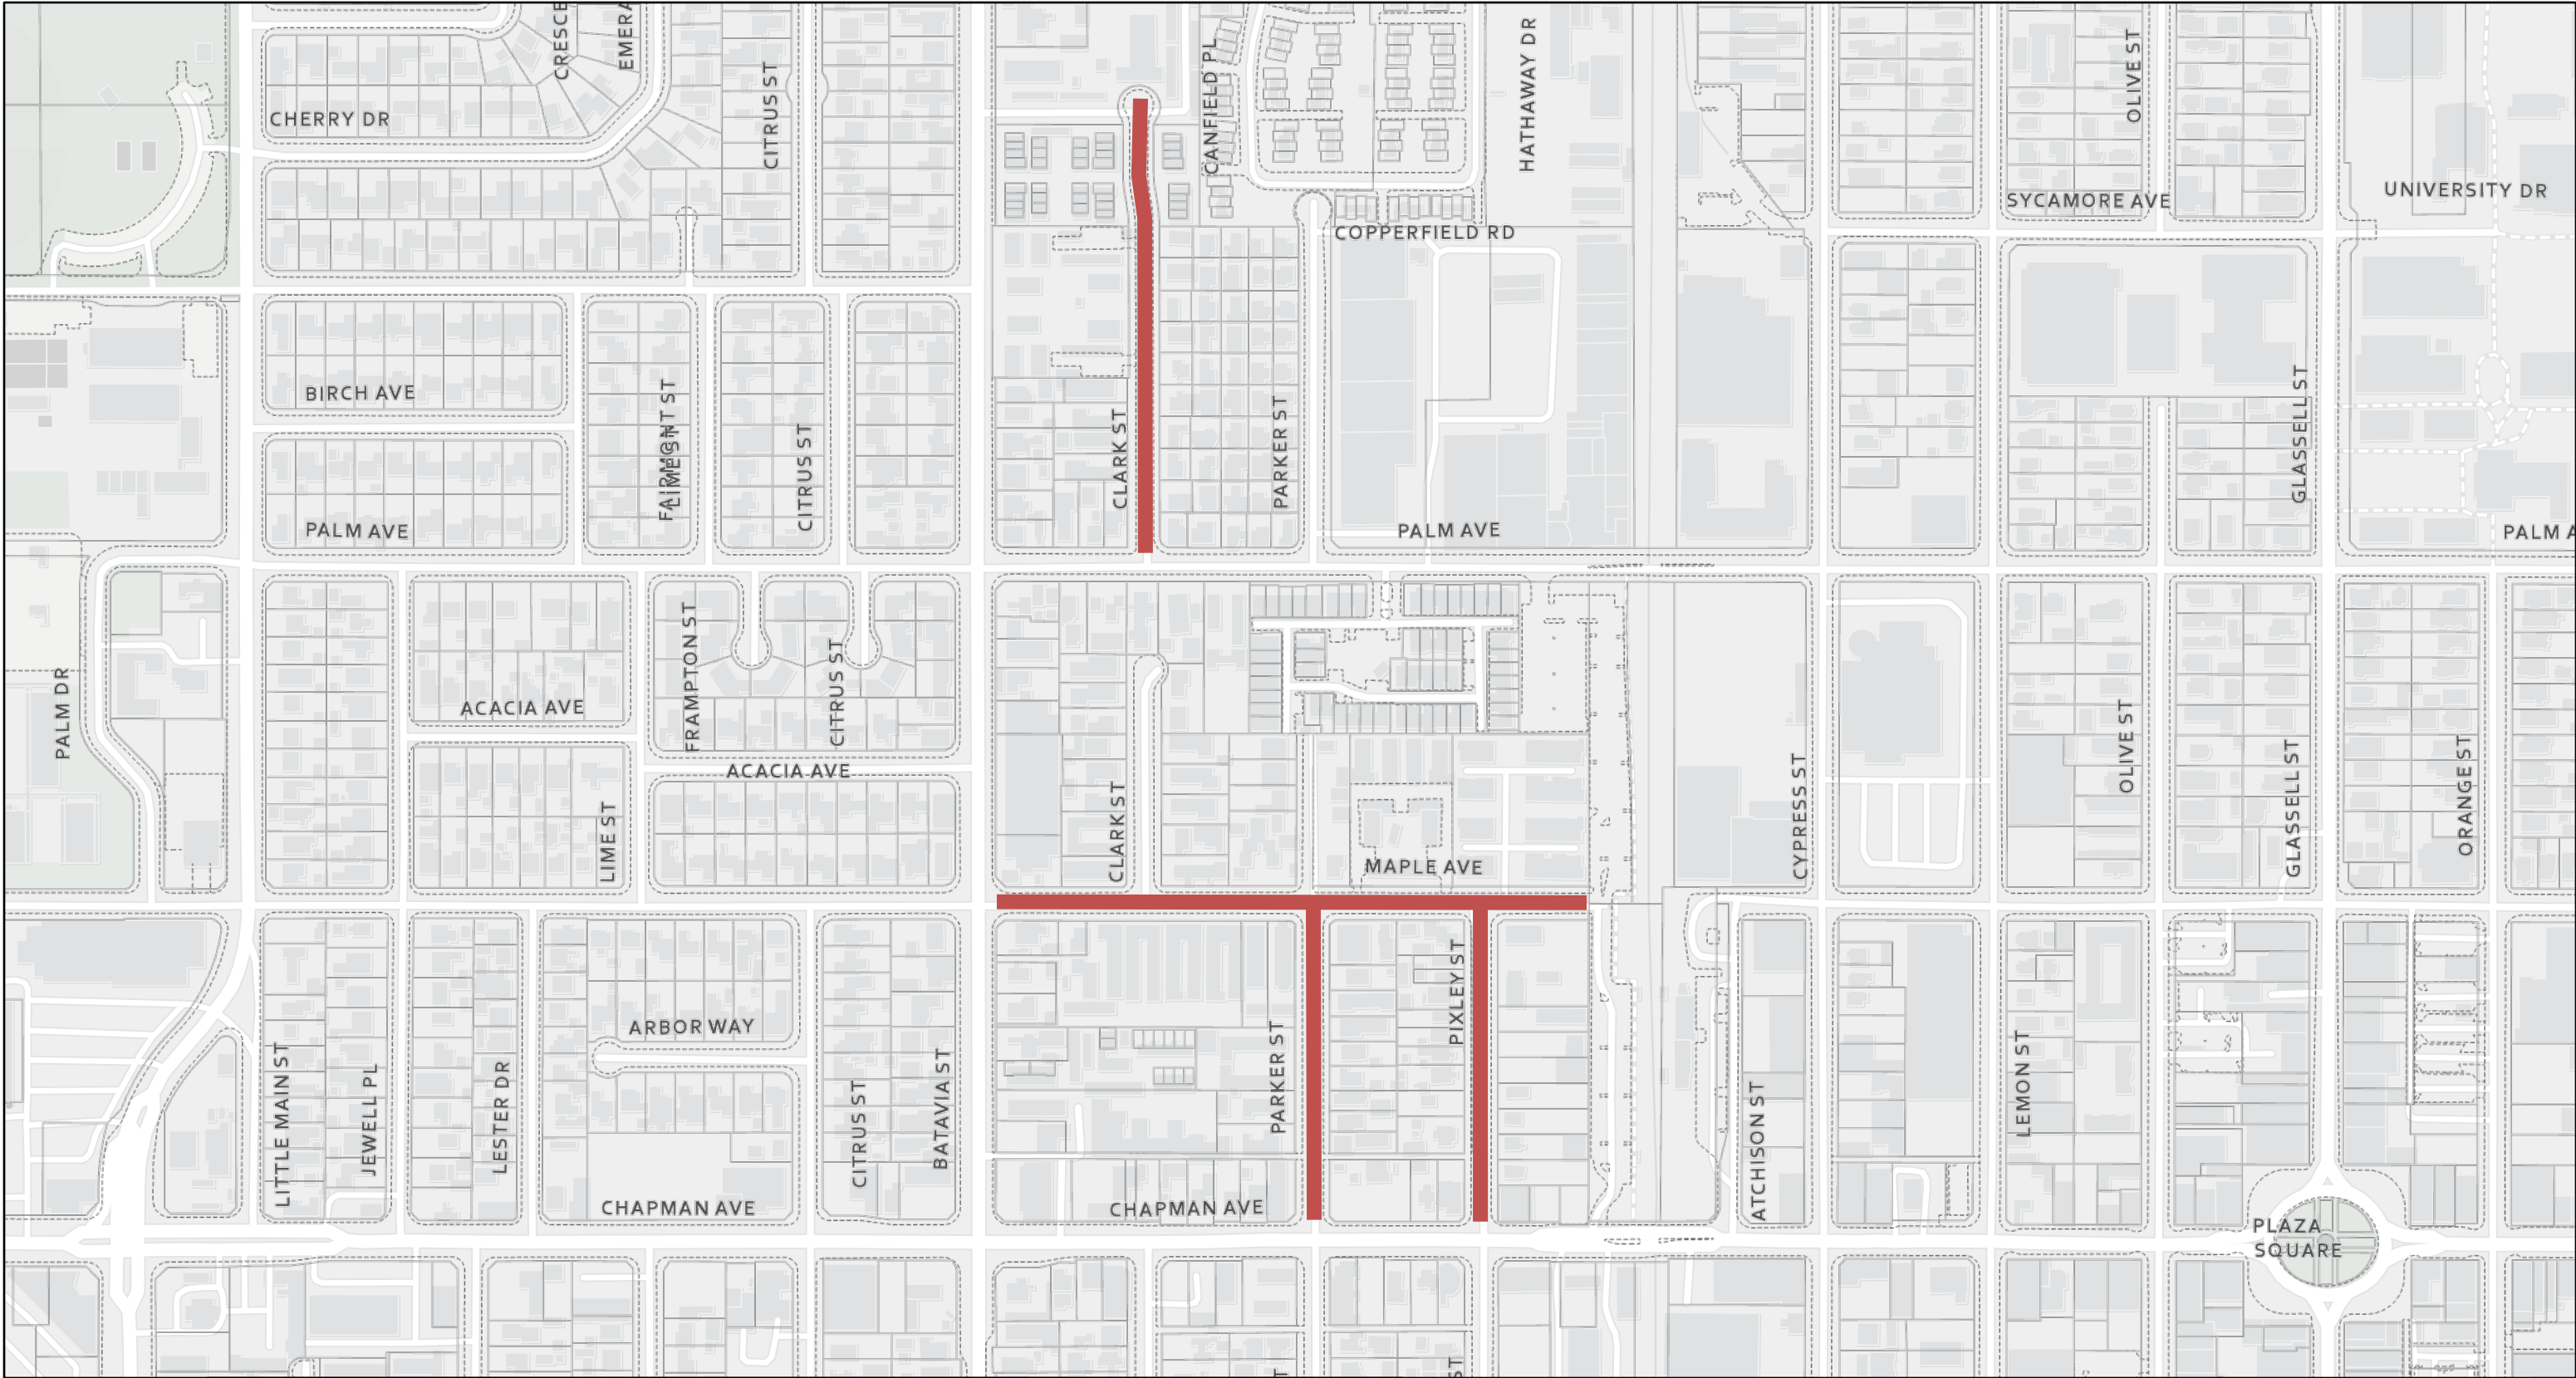 CHERRY DR
CITRUS ST
CANFIELD PL
HATHAWAY DR
OLIVE ST
SYCAMORE AVE
UNIVERSITY DR
COPPERFIELD RD
BIRCH AVE
FAIRMONT ST
LIME ST
CITRUS ST
CLARK ST
PARKER ST
GLASSELL ST
PALM AVE
PALM AVE
PALM A
PALM DR
FRAMPTON ST
CITRUS ST
ACACIA AVE
ACACIA AVE
LIME ST
CLARK ST
MAPLE AVE
CYPRESS ST
OLIVE ST
GLASSELL ST
ORANGE ST
ARBOR WAY
PIXLEY ST
PARKER ST
LITTLE MAIN ST
JEWELL PL
LESTER DR
CITRUS ST
BATAVIA ST
ATCHISON ST
LEMON ST
CHAPMAN AVE
CHAPMAN AVE
PLAZA
SQUARE